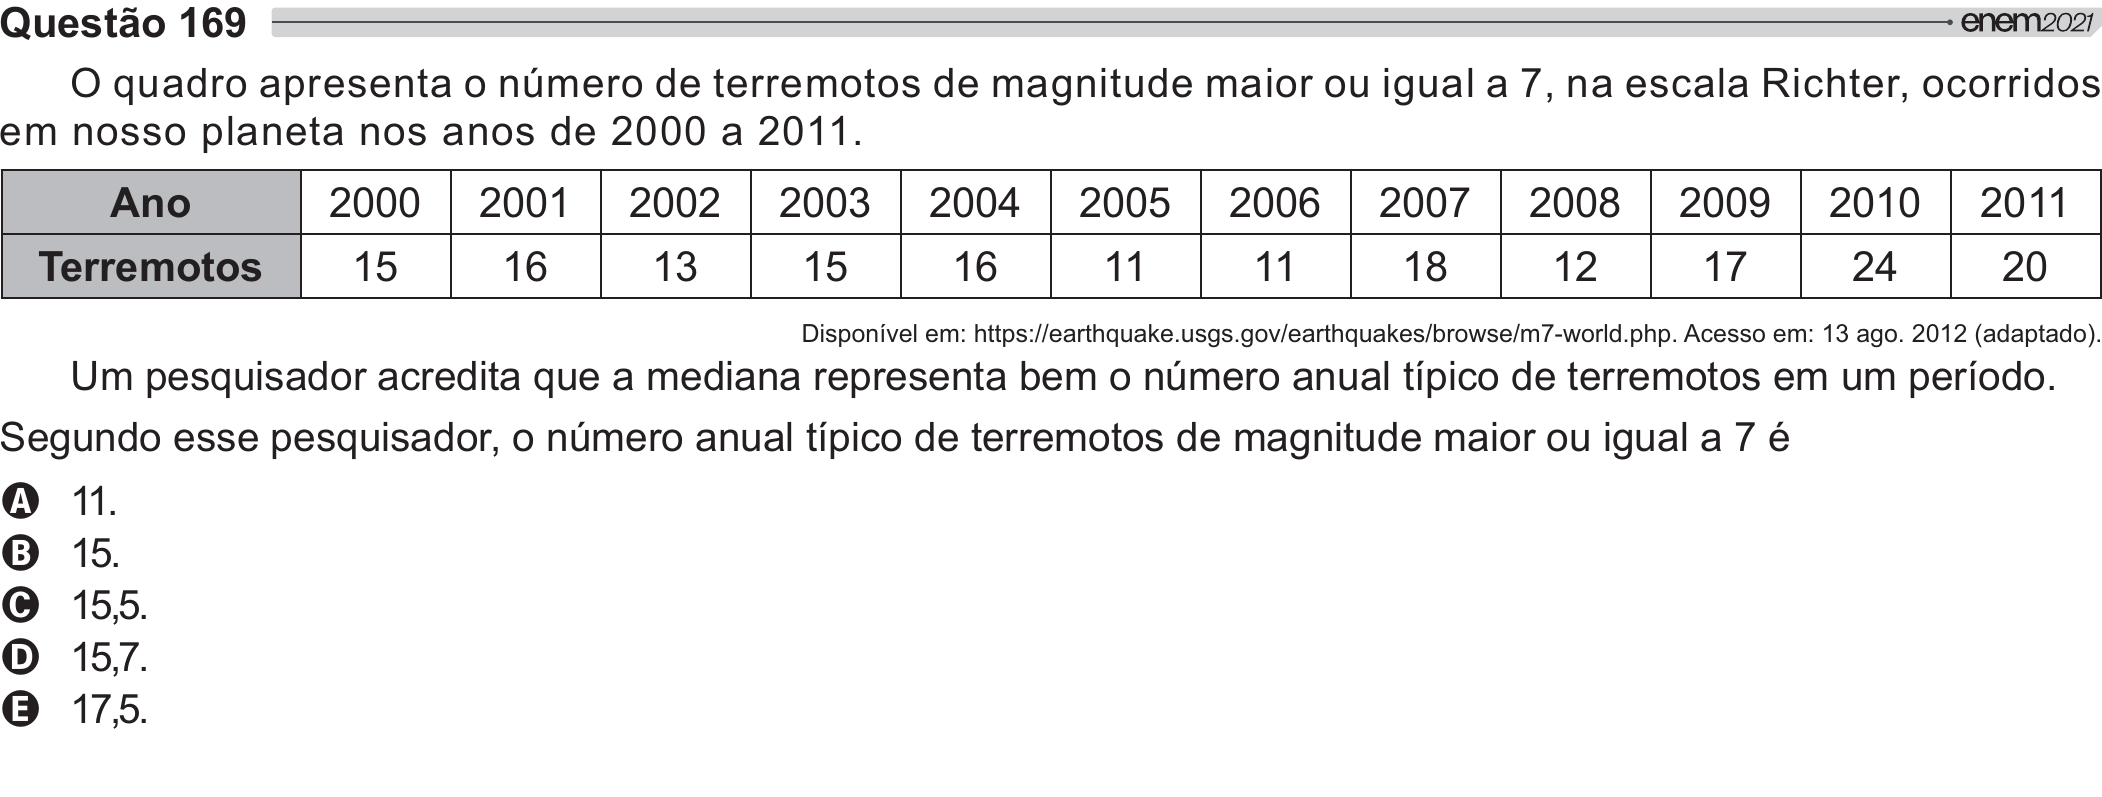 Questão 169 enem2021
O quadro apresenta o número de terremotos de magnitude maior ou igual a 7, na escala Richter, ocorridos
em nosso planeta nos anos de 2000 a 2011.
Ano 2000 2001 2002 2003 2004 2005 2006 2007 2008 2009 2010 2011
Terremotos 15 16 13 15 16 11 11 18 12 17 24 20
Disponível em: https://earthquake.usgs.gov/earthquakes/browse/m7-world.php. Acesso em: 13 ago. 2012 (adaptado).
Um pesquisador acredita que a mediana representa bem o número anual típico de terremotos em um período.
Segundo esse pesquisador, o número anual típico de terremotos de magnitude maior ou igual a 7 é
A 11.
B 15.
C 15,5.
D 15,7.
E 17,5.